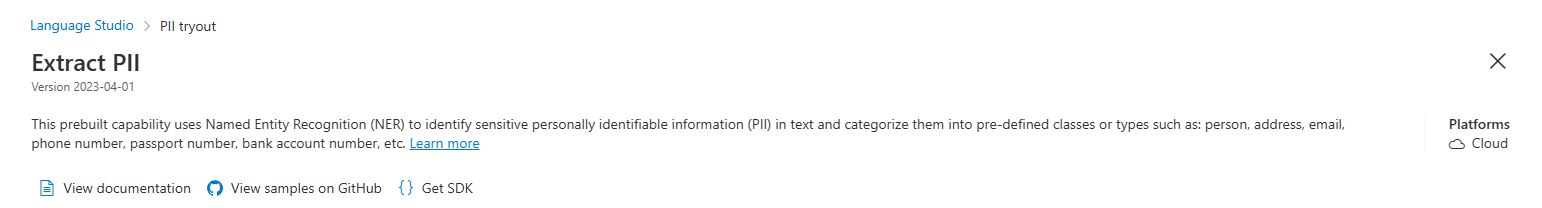 Language Studio > PII tryout
Extract PII
Version 2023-04-01
This prebuilt capability uses Named Entity Recognition (NER) to identify sensitive personally identifiable information (PII) in text and categorize them into pre-defined classes or types such as: person, address, email,
phone number, passport number, bank account number, etc. Learn more
Platforms
Cloud
View documentation View samples on GitHub {} Get SDK